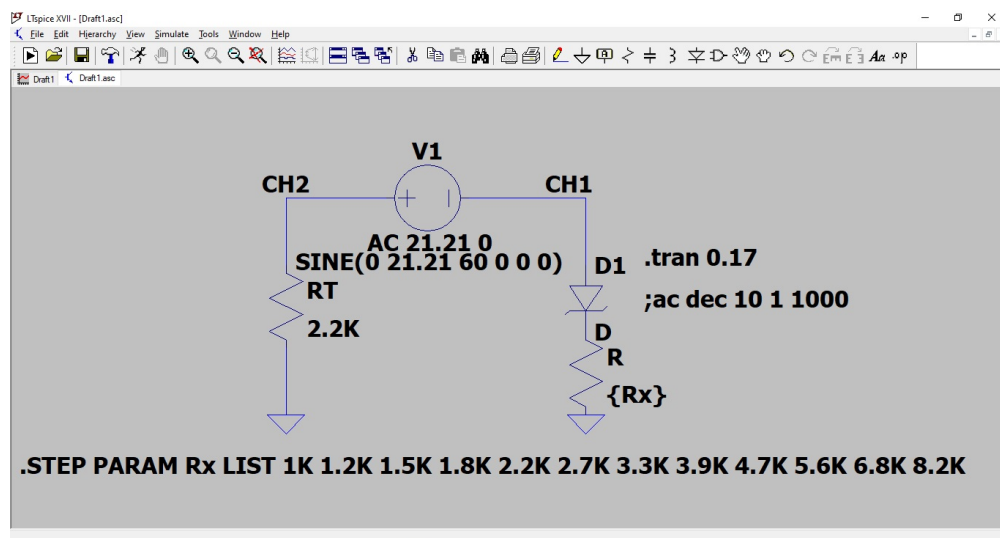 LTspice XVII - [Draft1.asc]
File Edit Hierarchy View Simulate Tools Window Help
Aa .op
Draft1 Draft1.asc
V1
CH2 CH1
AC 21.21 0
SINE(0 21.21 60 0 0 0)
D1 .tran 0.17
RT ;ac dec 10 1 1000
2.2K D
R
{Rx}
.STEP PARAM Rx LIST 1K 1.2K 1.5K 1.8K 2.2K 2.7K 3.3K 3.9K 4.7K 5.6K 6.8K 8.2K